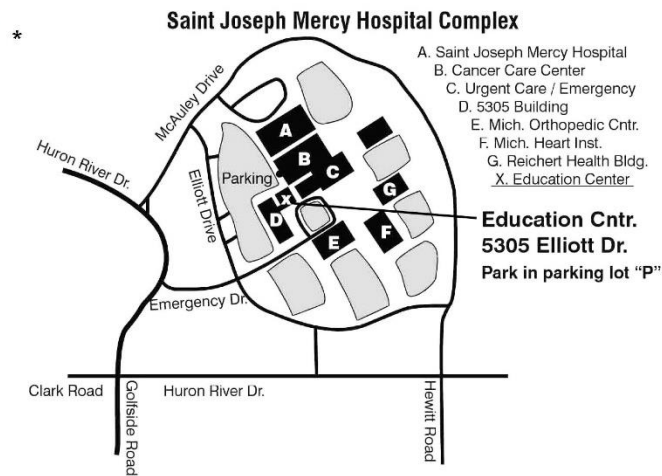 Saint Joseph Mercy Hospital Complex
*
A. Saint Joseph Mercy Hospital
B. Cancer Care Center
C. Urgent Care / Emergency
D. 5305 Building
E. Mich. Orthopedic Cntr.
F. Mich. Heart Inst.
G. Reichert Health Bldg.
X. Education Center
McAuley Drive
Huron River Dr.
Elliott Drive
Parking
A
B
C
X
D
E
G
F
Education Cntr.
5305 Elliott Dr.
Park in parking lot “P”
Emergency Dr.
Clark Road
Huron River Dr.
Golfside Road
Hewitt Road